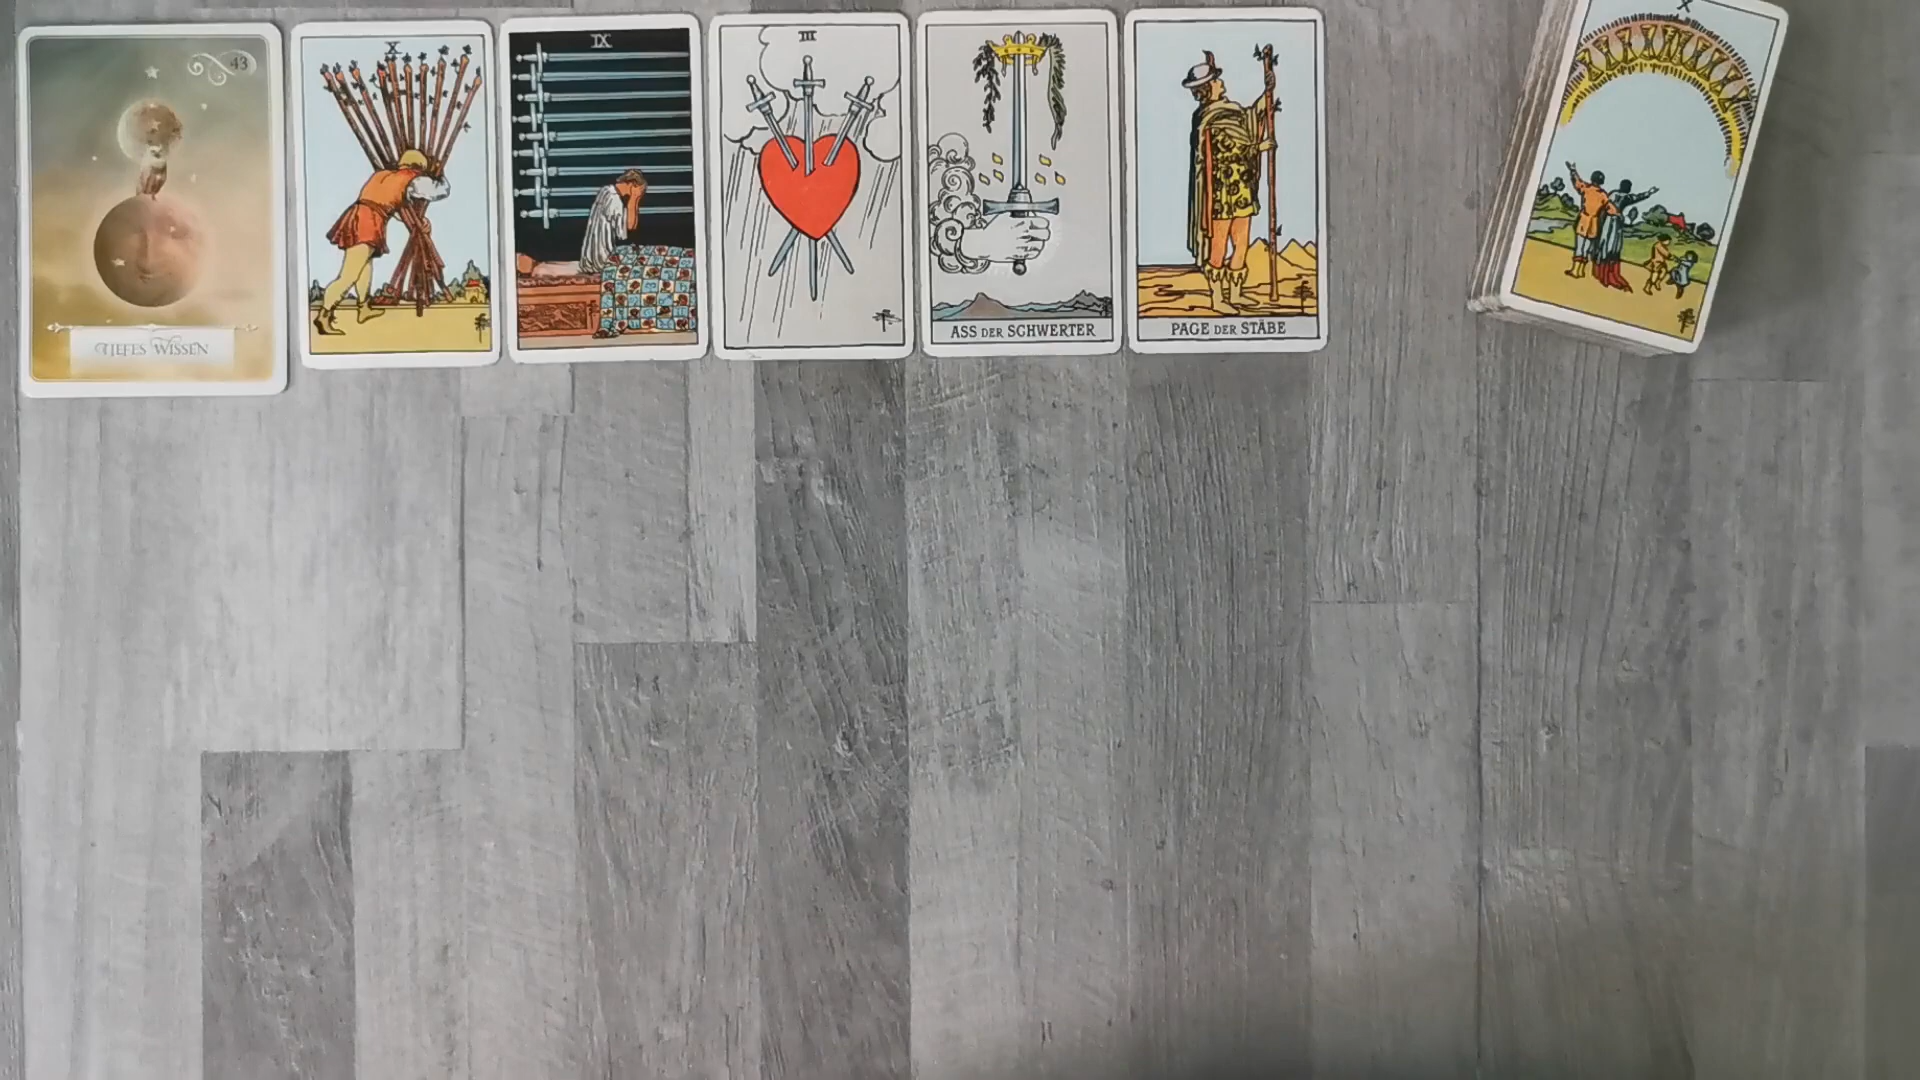 43
TIEFES WISSEN
X
IX
III
ASS DER SCHWERTER
PAGE DER STÄBE
X